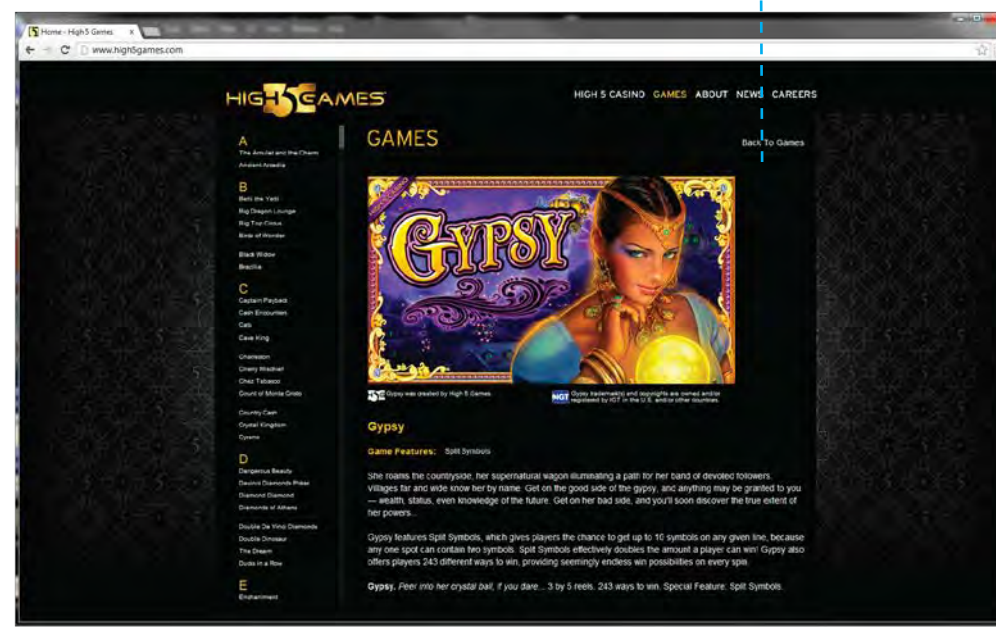 Home - High 5 Games
www.high5games.com
HIGH 5 GAMES
HIGH 5 CASINO GAMES ABOUT NEWS CAREERS
GAMES
Back To Games
A
The Amulet and the Charm
Ancient Arcadia
B
Batti the Yetti
Big Dragon Lounge
Big Top Circus
Birds of Wonder
Black Widow
Brazilia
C
Captain Payback
Cash Encounters
Cats
Cave King
Chameleon
Cherry Mischief
Chez Tabasco
Count of Monte Cristo
Country Cash
Crystal Kingdom
Cyrano
D
Dangerous Beauty
Davinci Diamonds Poker
Diamond Diamond
Diamonds of Athens
Double Da Vinci Diamonds
Double Dinosaur
The Dream
Duds in a Row
E
Enchantment
GYPSY
Gypsy was created by High 5 Games.
Gypsy trademark(s) and copyrights are owned and/or
registered by IGT in the U.S. and/or other countries.
Gypsy
Game Features: Split Symbols
She roams the countryside, her supernatural wagon illuminating a path for her band of devoted followers.
Villages far and wide know her by name. Get on the good side of the gypsy, and anything may be granted to you
— wealth, status, even knowledge of the future. Get on her bad side, and you'll soon discover the true extent of
her powers...
Gypsy features Split Symbols, which gives players the chance to get up to 10 symbols on any given line, because
any one spot can contain two symbols. Split Symbols effectively doubles the amount a player can win! Gypsy also
offers players 243 different ways to win, providing seemingly endless win possibilities on every spin.
Gypsy. Peer into her crystal ball, if you dare... 3 by 5 reels. 243 ways to win. Special Feature: Split Symbols.